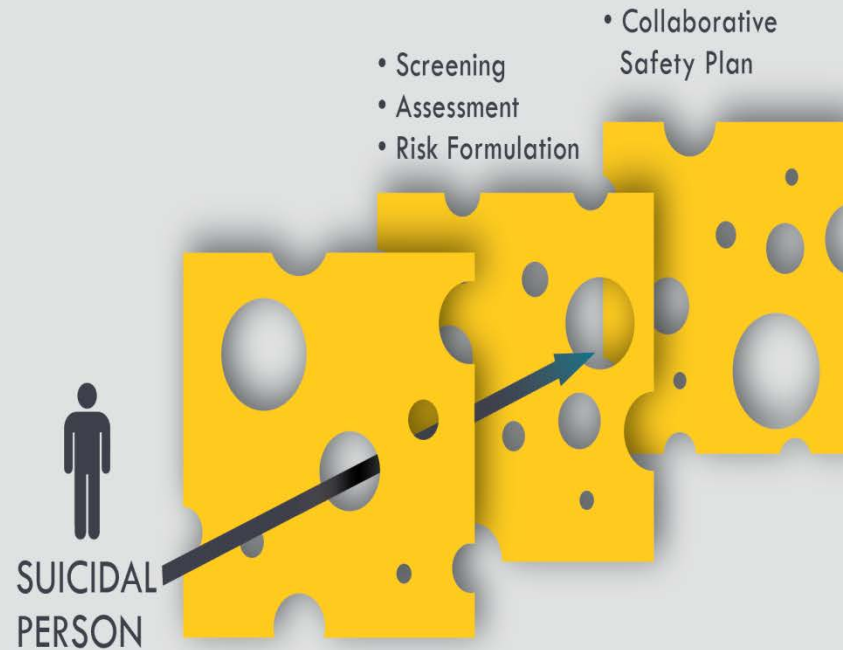 • Collaborative
Safety Plan
• Screening
• Assessment
• Risk Formulation
SUICIDAL
PERSON